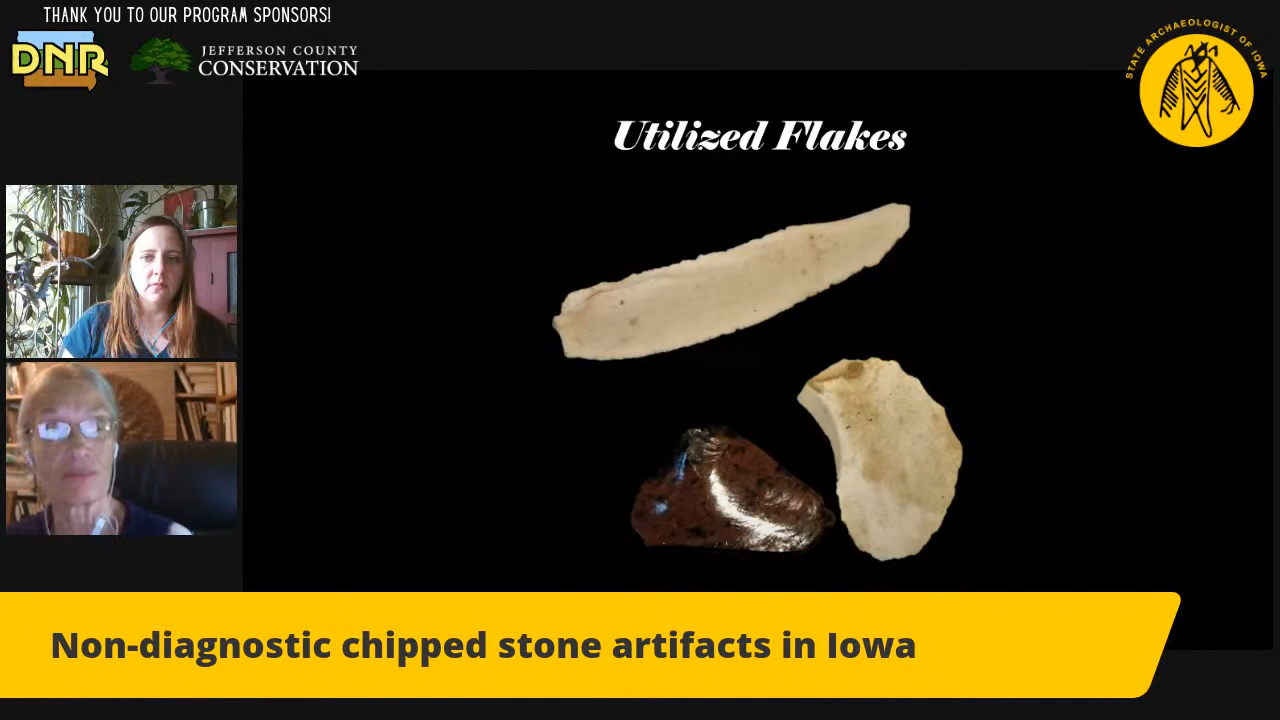 THANK YOU TO OUR PROGRAM SPONSORS!
DNR
JEFFERSON COUNTY
CONSERVATION
STATE ARCHAEOLOGIST OF IOWA
Utilized Flakes
Non-diagnostic chipped stone artifacts in Iowa